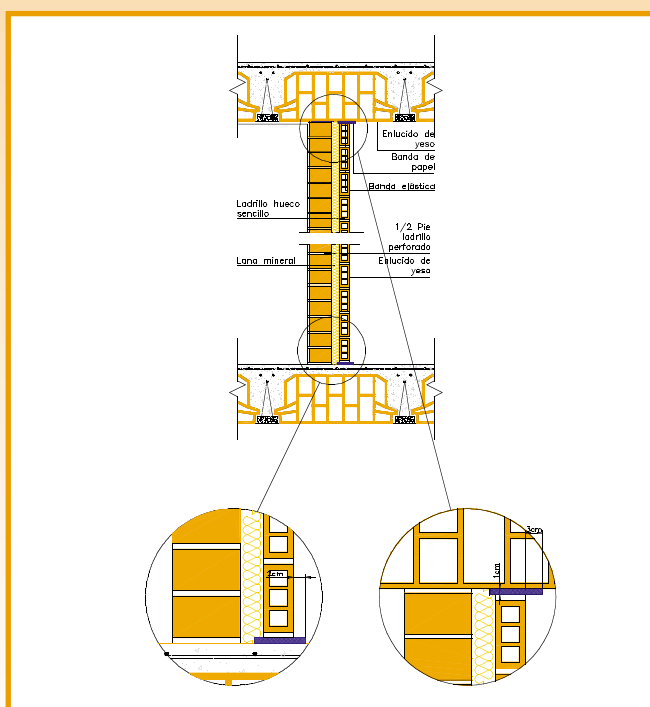 Enlucido de
yeso
Banda de
papel
Banda elástica
Ladrillo hueco
sencillo
1/2 Pie
ladrillo
perforado
Lana mineral
Enlucido de
yeso
2cm
3cm
1cm